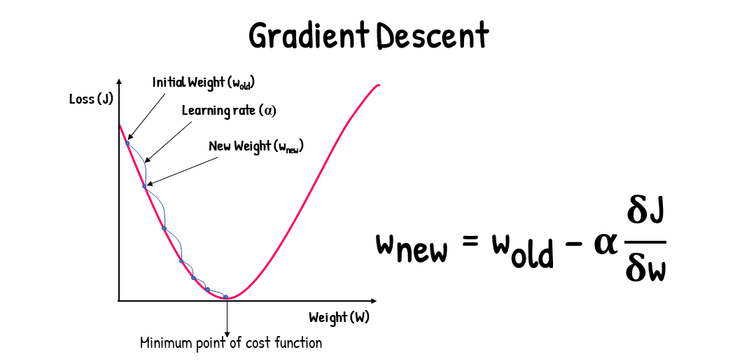 Gradient Descent
Initial Weight (wold)
Loss (J)
Learning rate (α)
New Weight (wnew)
wnew = wold - α δJ/δw
Weight (W)
Minimum point of cost function